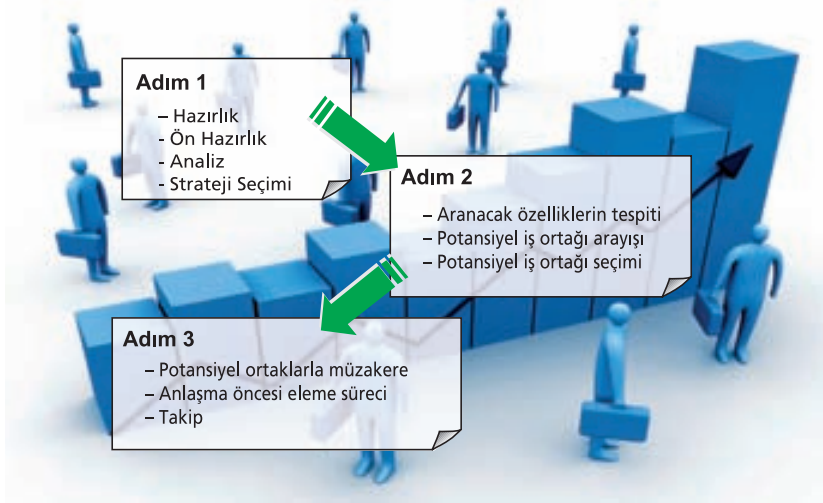 Adım 1
– Hazırlık
- Ön Hazırlık
- Analiz
- Strateji Seçimi
Adım 2
– Aranacak özelliklerin tespiti
– Potansiyel iş ortağı arayışı
– Potansiyel iş ortağı seçimi
Adım 3
– Potansiyel ortaklarla müzakere
– Anlaşma öncesi eleme süreci
– Takip